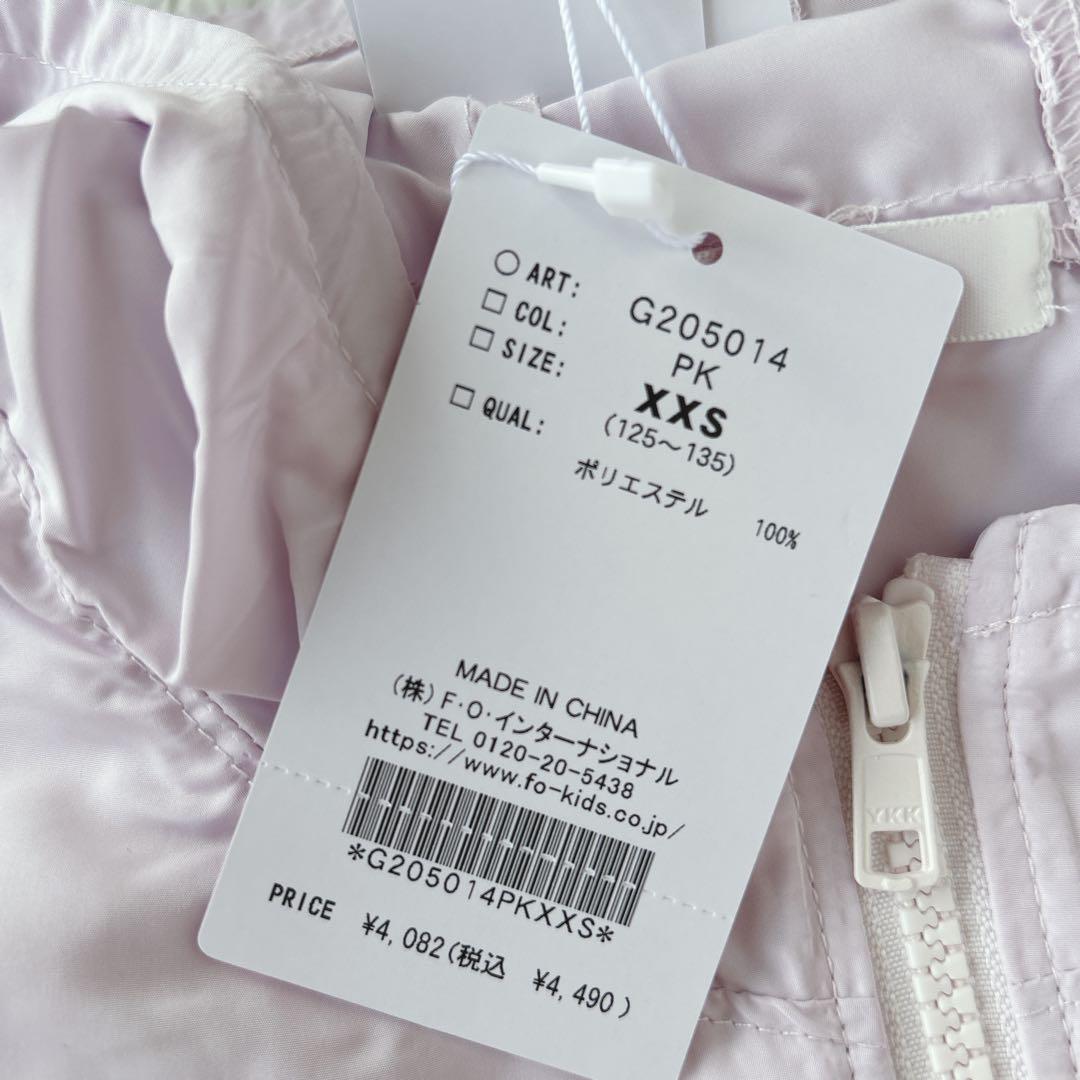 ○ ART: G205014
□ COL: PK
□ SIZE: XXS
(125～135)
□ QUAL: ポリエステル 100%
MADE IN CHINA
(株)F・O・インターナショナル
TEL 0120-20-5438
https://www.fo-kids.co.jp/
*G205014PKXXS*
PRICE ¥4,082(税込 ¥4,490)
YKK